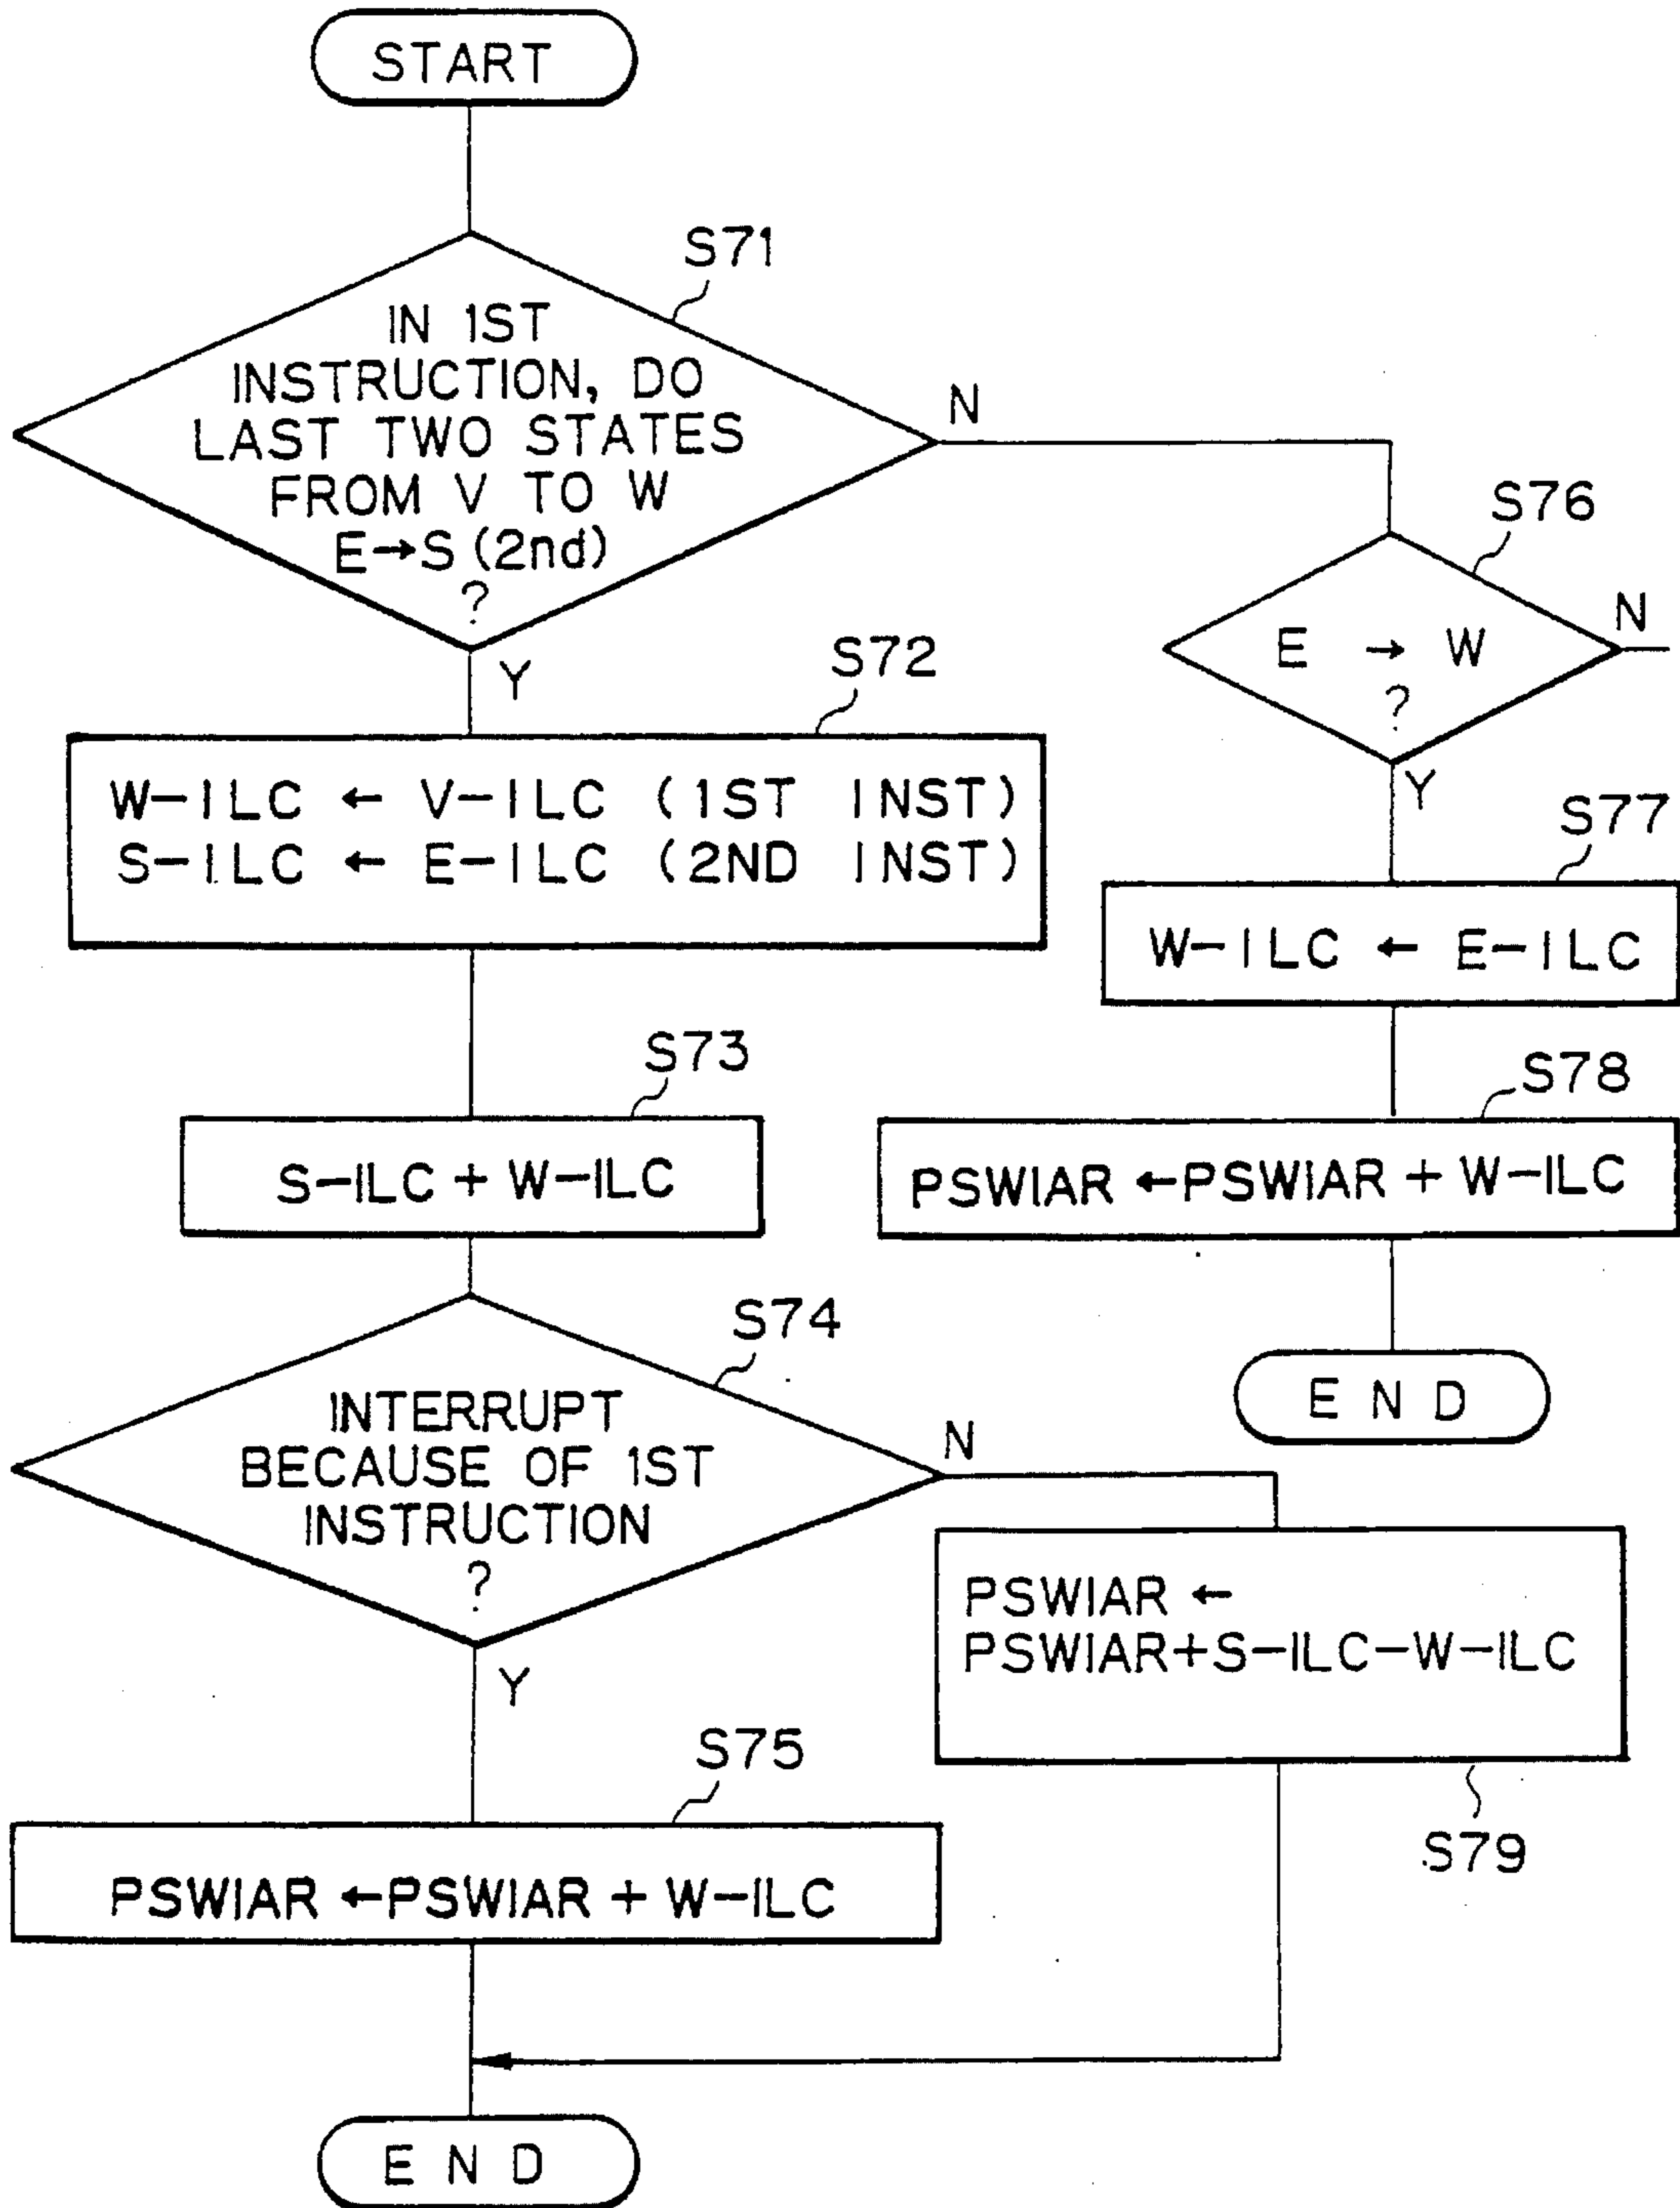 START
S71
IN 1ST
INSTRUCTION, DO
LAST TWO STATES
FROM V TO W
E→S (2nd)
?
N
Y
S76
E → W
?
N
Y
S72
W-ILC ← V-ILC (1ST INST)
S-ILC ← E-ILC (2ND INST)
S77
W-ILC ← E-ILC
S73
S-ILC + W-ILC
S78
PSWIAR ←PSWIAR + W-ILC
END
S74
INTERRUPT
BECAUSE OF 1ST
INSTRUCTION
?
N
Y
PSWIAR ←
PSWIAR+S-ILC-W-ILC
S79
S75
PSWIAR ←PSWIAR + W-ILC
END